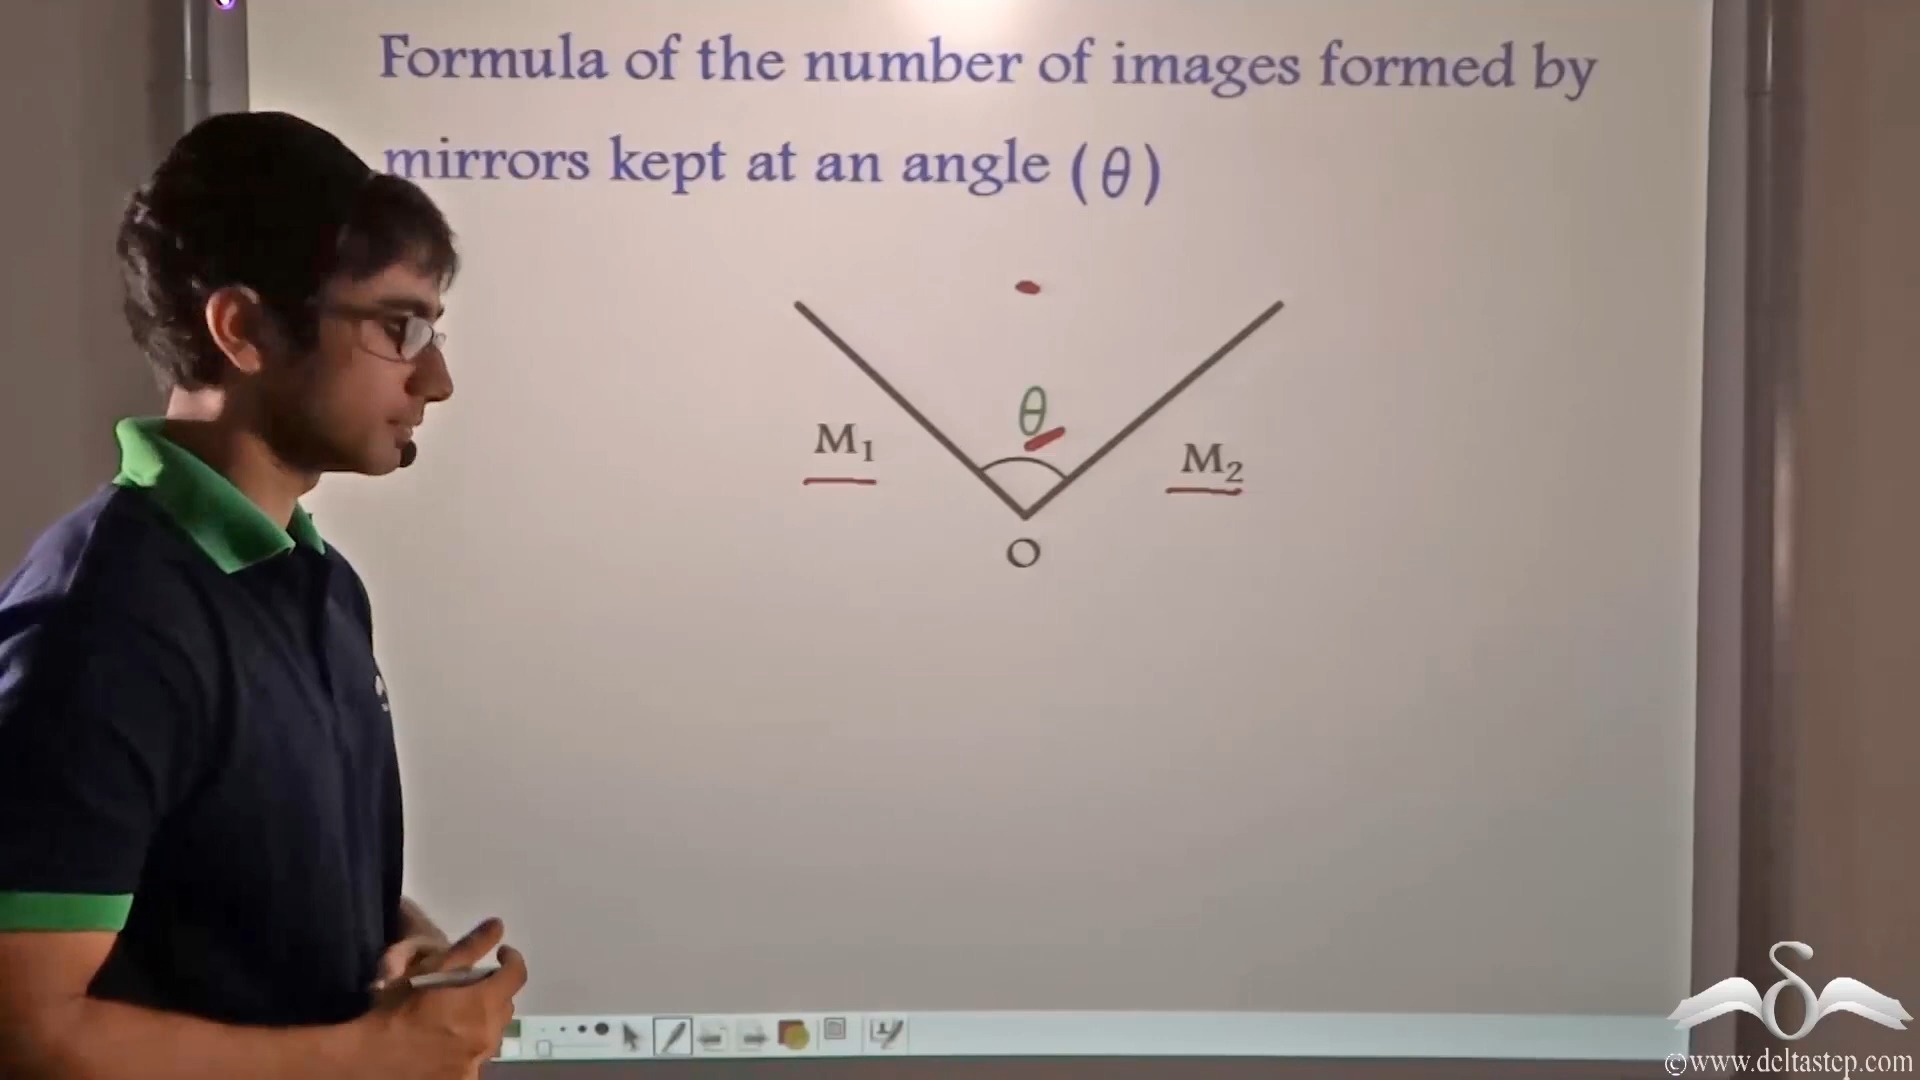 Formula of the number of images formed by
mirrors kept at an angle (θ)
θ
M₁
M₂
O
©www.deltastep.com